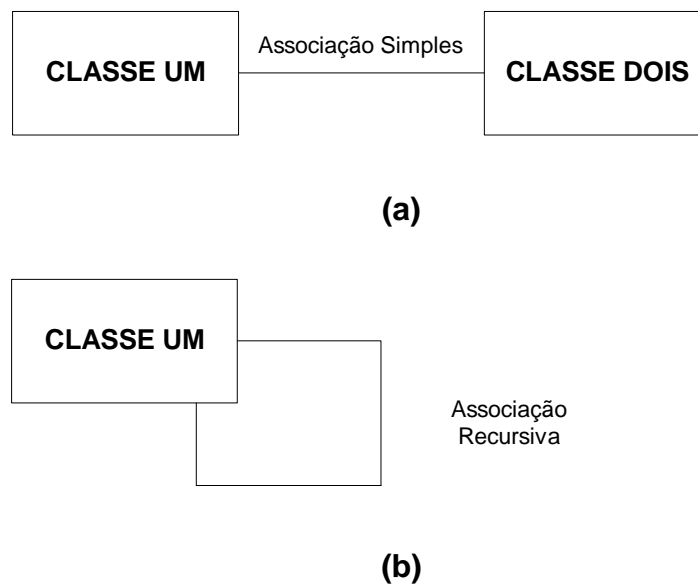 CLASSE UM
Associação Simples
CLASSE DOIS
(a)
CLASSE UM
Associação
Recursiva
(b)